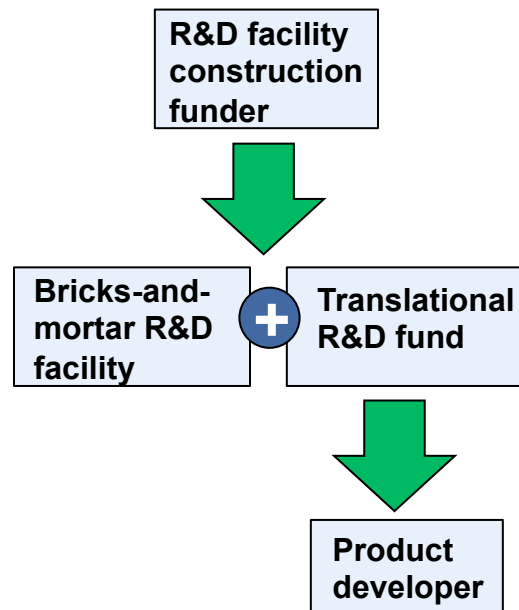 R&D facility
construction
funder
Bricks-and-
mortar R&D
facility
+
Translational
R&D fund
Product
developer